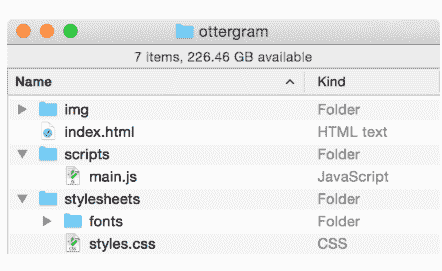 ottergram
7 items, 226.46 GB available
Name Kind
img Folder
index.html HTML text
scripts Folder
main.js JavaScript
stylesheets Folder
fonts Folder
styles.css CSS